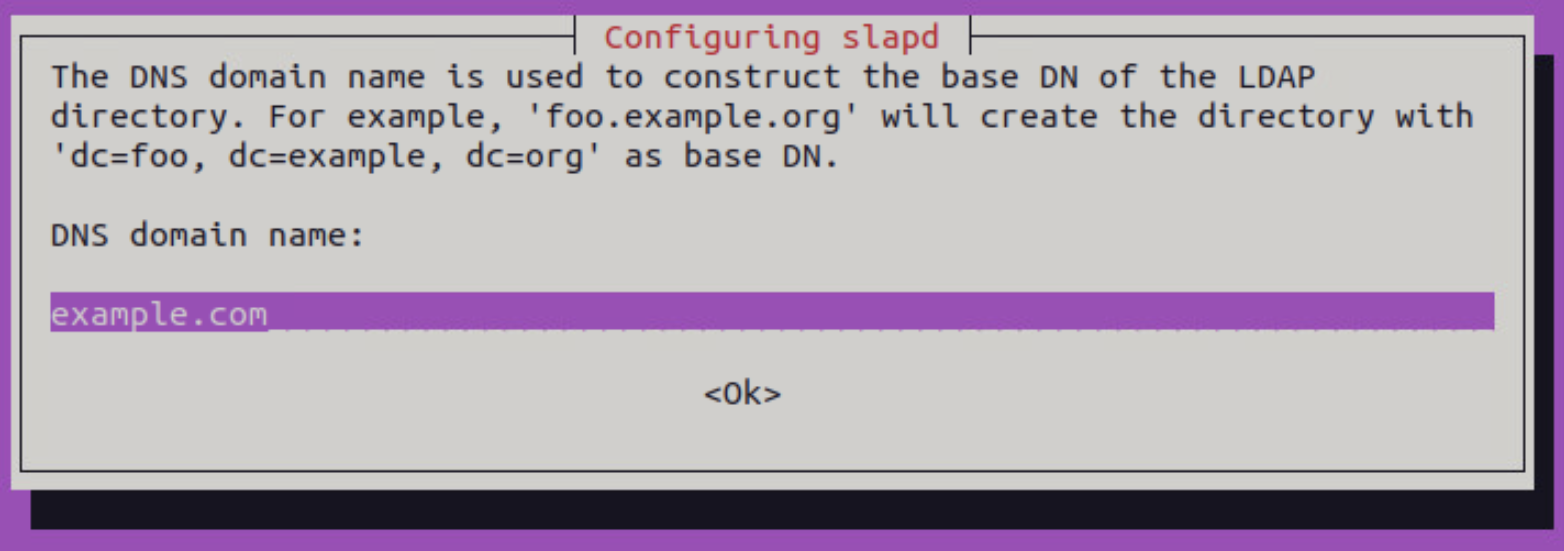 Configuring slapd
The DNS domain name is used to construct the base DN of the LDAP
directory. For example, 'foo.example.org' will create the directory with
'dc=foo, dc=example, dc=org' as base DN.
DNS domain name:
example.com
<Ok>